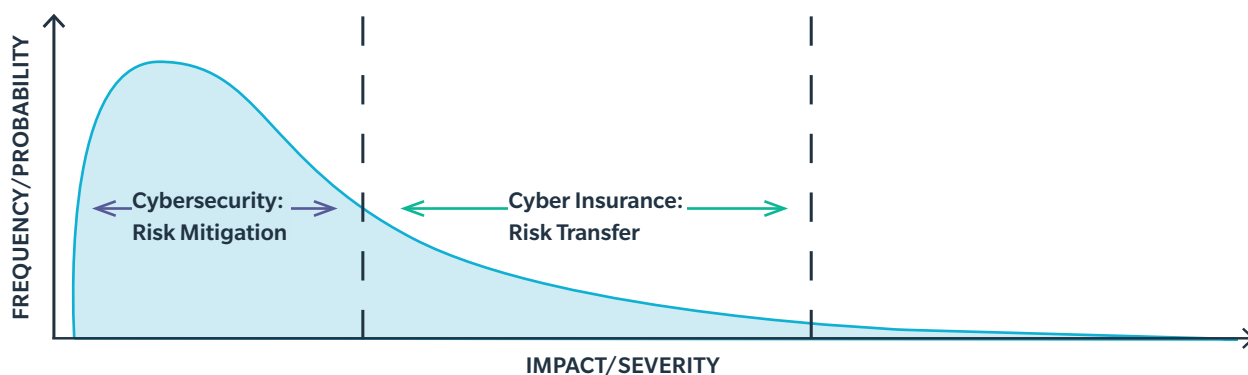 FREQUENCY/PROBABILITY
Cybersecurity:
Risk Mitigation
Cyber Insurance:
Risk Transfer
IMPACT/SEVERITY